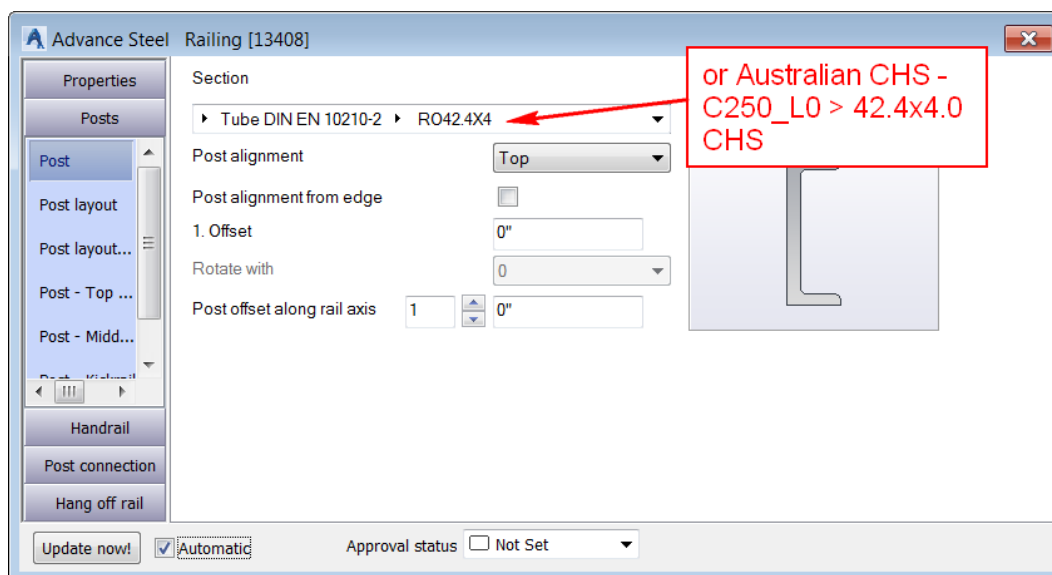 Advance Steel Railing [13408]
Properties
Posts
Post
Post layout
Post layout...
Post - Top ...
Post - Midd...
Handrail
Post connection
Hang off rail
Section
Tube DIN EN 10210-2 RO42.4X4
Post alignment Top
Post alignment from edge
1. Offset 0"
Rotate with 0
Post offset along rail axis 1 0"
or Australian CHS -
C250_L0 > 42.4x4.0
CHS
Update now! Automatic Approval status Not Set